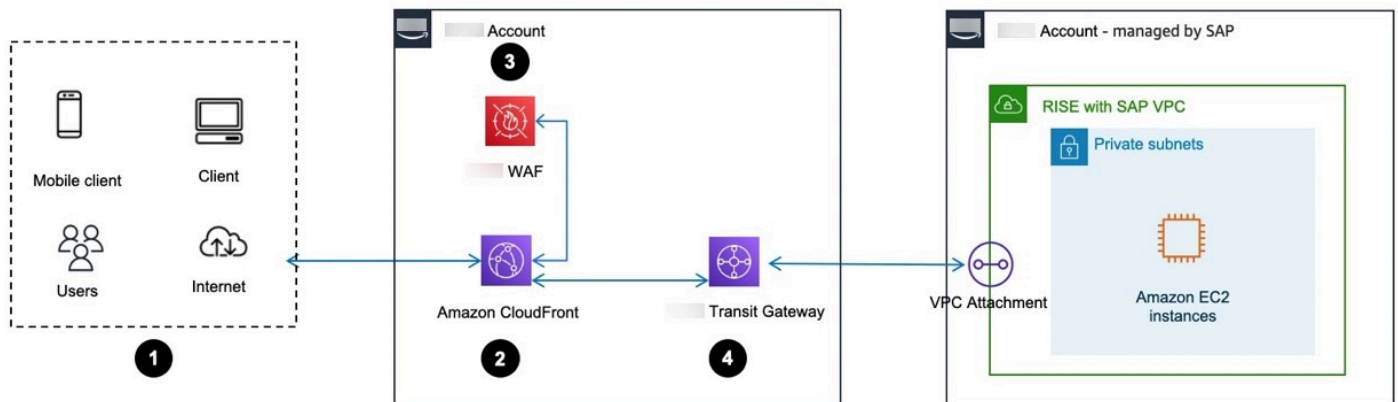 Mobile client
Client
Users
Internet
1
Account
3
WAF
Amazon CloudFront
2
Transit Gateway
4
Account - managed by SAP
RISE with SAP VPC
Private subnets
VPC Attachment
Amazon EC2
instances